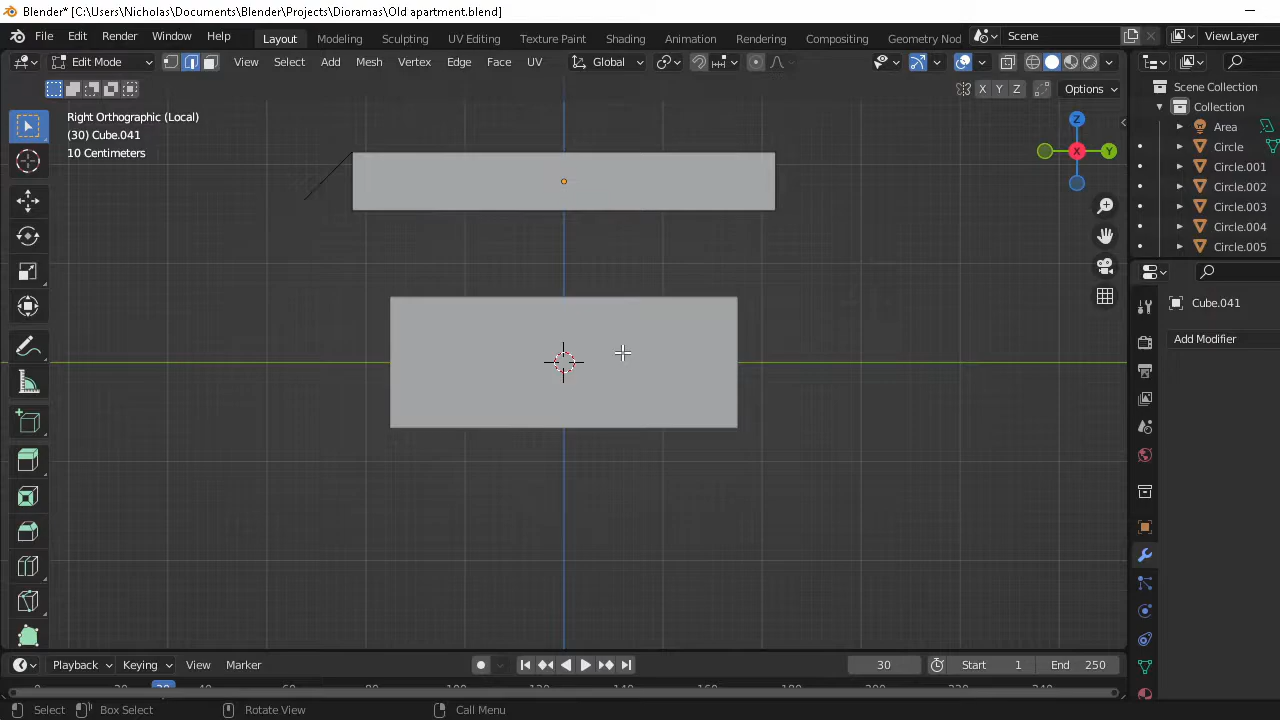 Blender* [C:\Users\Nicholas\Documents\Blender\Projects\Dioramas\Old apartment.blend]
File Edit Render Window Help Layout Modeling Sculpting UV Editing Texture Paint Shading Animation Rendering Compositing Geometry Nod Scene ViewLayer
Edit Mode View Select Add Mesh Vertex Edge Face UV Global
X Y Z Options
Right Orthographic (Local)
(30) Cube.041
10 Centimeters
Z
X Y
Scene Collection
Collection
Area
Circle
Circle.001
Circle.002
Circle.003
Circle.004
Circle.005
Cube.041
Add Modifier
Playback Keying View Marker 30 Start 1 End 250
Select Box Select Rotate View Call Menu